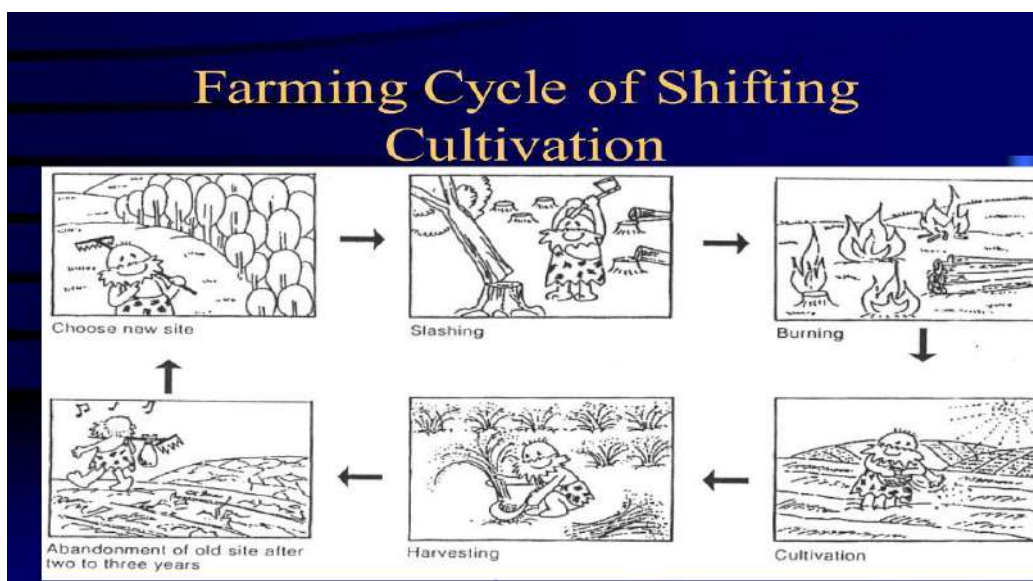 Farming Cycle of Shifting
Cultivation
Choose new site
Slashing
Burning
Abandonment of old site after
two to three years
Harvesting
Cultivation